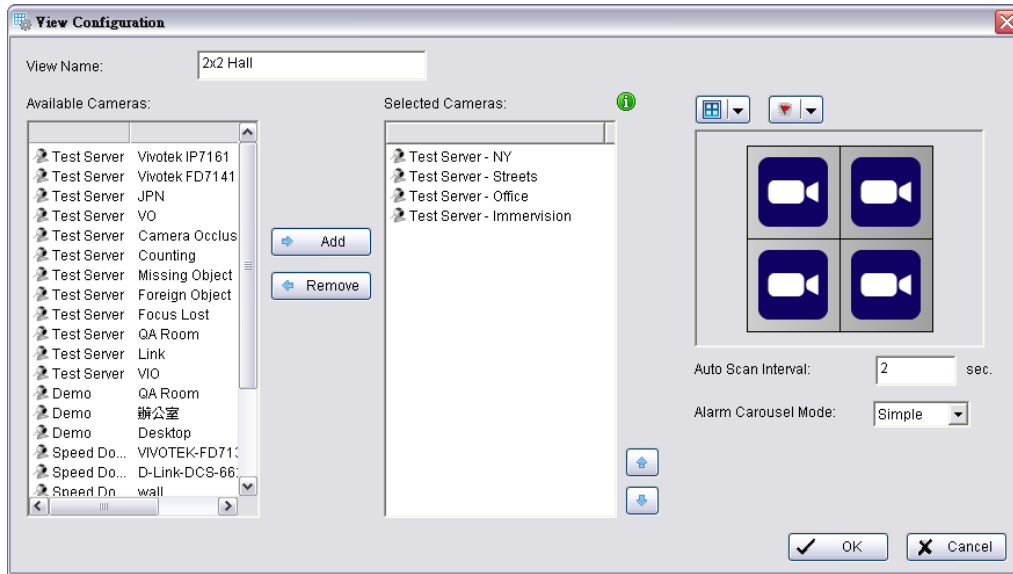 View Configuration
View Name: 2x2 Hall
Available Cameras:
Test Server Vivotek IP7161
Test Server Vivotek FD7141
Test Server JPN
Test Server VO
Test Server Camera Occlus
Test Server Counting
Test Server Missing Object
Test Server Foreign Object
Test Server Focus Lost
Test Server QA Room
Test Server Link
Test Server VIO
Demo QA Room
Demo 辦公室
Demo Desktop
Speed Do... VIVOTEK-FD713
Speed Do... D-Link-DCS-66
Speed Do wall
Add
Remove
Selected Cameras:
Test Server - NY
Test Server - Streets
Test Server - Office
Test Server - Immervision
Auto Scan Interval: 2 sec.
Alarm Carousel Mode: Simple
OK
Cancel